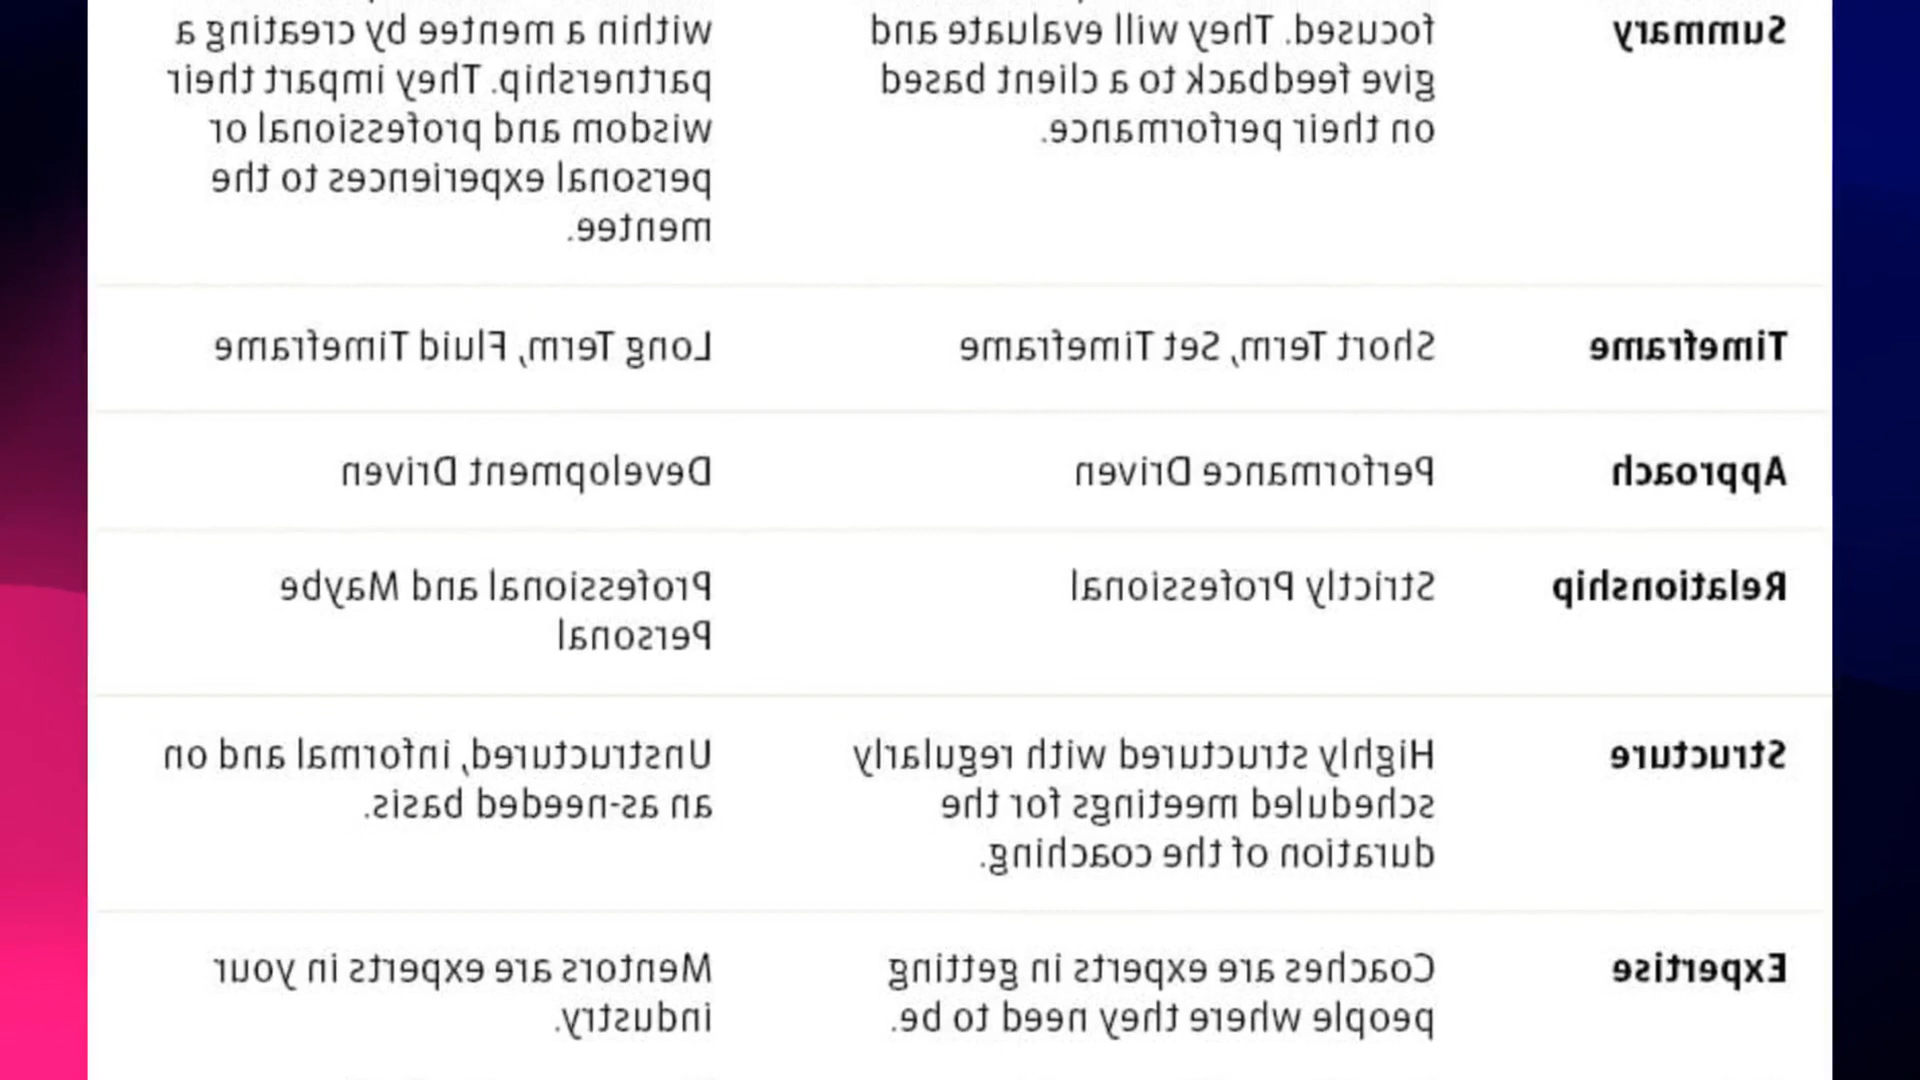 Summary
focused. They will evaluate and
give feedback to a client based
on their performance.
within a mentee by creating a
partnership. They impart their
wisdom and professional or
personal experiences to the
mentee.
Timeframe
Short Term, Set Timeframe
Long Term, Fluid Timeframe
Approach
Performance Driven
Development Driven
Relationship
Strictly Professional
Professional and Maybe
Personal
Structure
Highly structured with regularly
scheduled meetings for the
duration of the coaching.
Unstructured, informal and on
an as-needed basis.
Expertise
Coaches are experts in getting
people where they need to be.
Mentors are experts in your
industry.